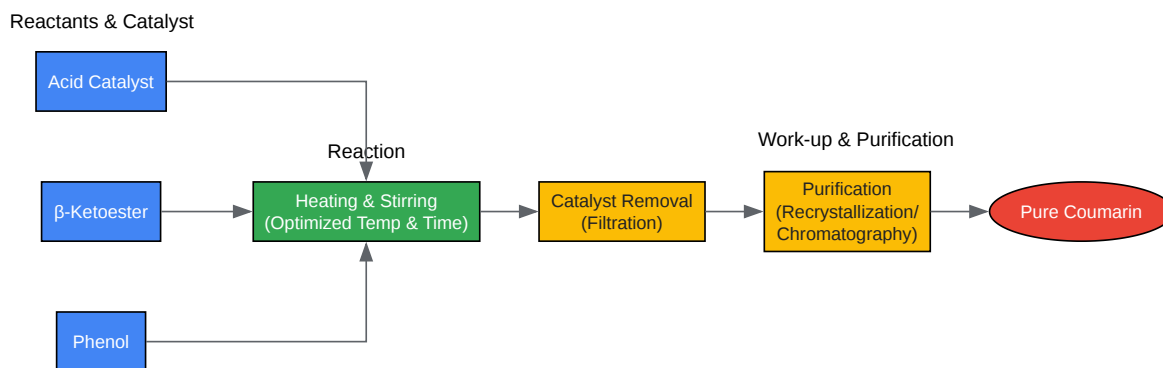 Reactants & Catalyst
Acid Catalyst
β-Ketoester
Phenol
Reaction
Heating & Stirring
(Optimized Temp & Time)
Catalyst Removal
(Filtration)
Work-up & Purification
Purification
(Recrystallization/
Chromatography)
Pure Coumarin